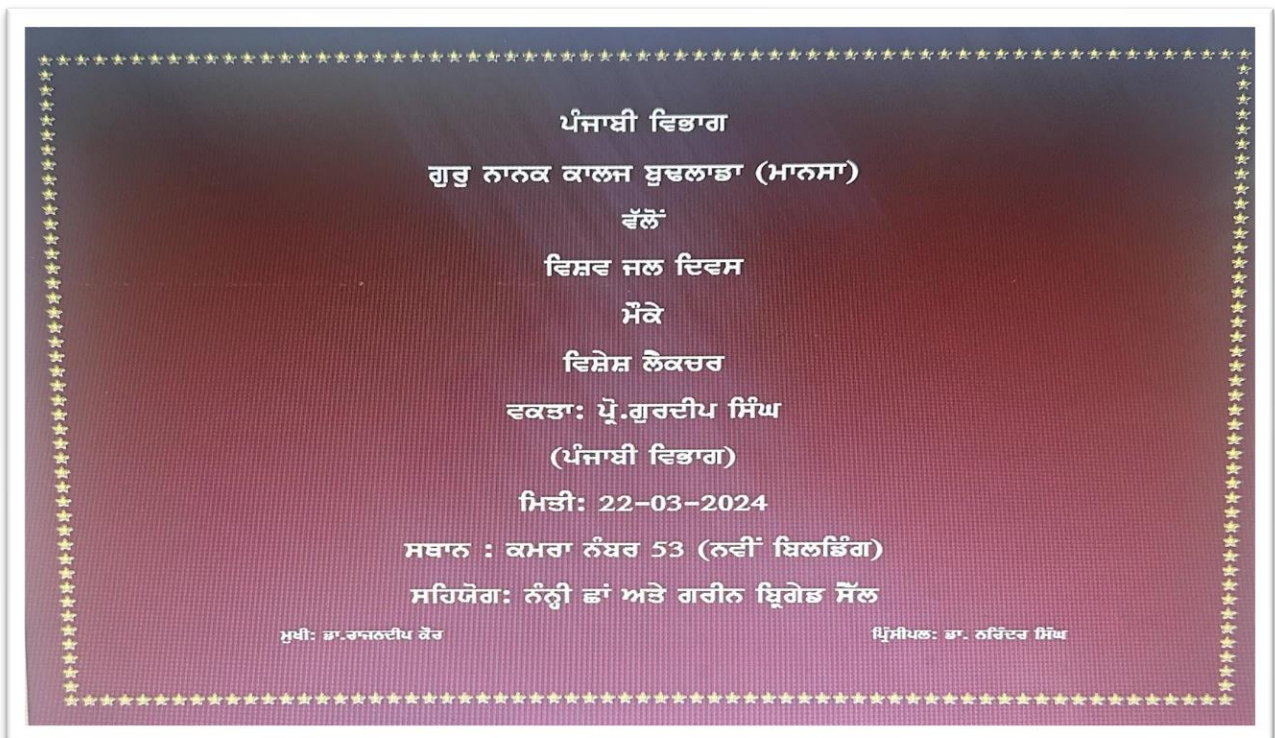 ਪੰਜਾਬੀ ਵਿਭਾਗ
ਗੁਰੂ ਨਾਨਕ ਕਾਲਜ ਬੁਢਲਾਡਾ (ਮਾਨਸਾ)
ਵੱਲੋਂ
ਵਿਸ਼ਵ ਜਲ ਦਿਵਸ
ਮੌਕੇ
ਵਿਸ਼ੇਸ਼ ਲੈਕਚਰ
ਵਕਤਾ: ਪ੍ਰੋ.ਗੁਰਦੀਪ ਸਿੰਘ
(ਪੰਜਾਬੀ ਵਿਭਾਗ)
ਮਿਤੀ: 22-03-2024
ਸਥਾਨ : ਕਮਰਾ ਨੰਬਰ 53 (ਨਵੀਂ ਬਿਲਡਿੰਗ)
ਸਹਿਯੋਗ: ਨੰਨ੍ਹੀ ਛਾਂ ਅਤੇ ਗਰੀਨ ਬ੍ਰਿਗੇਡ ਸੈੱਲ
ਮੁਖੀ: ਡਾ.ਰਾਜਨਦੀਪ ਕੌਰ ਪ੍ਰਿੰਸੀਪਲ: ਡਾ. ਨਰਿੰਦਰ ਸਿੰਘ